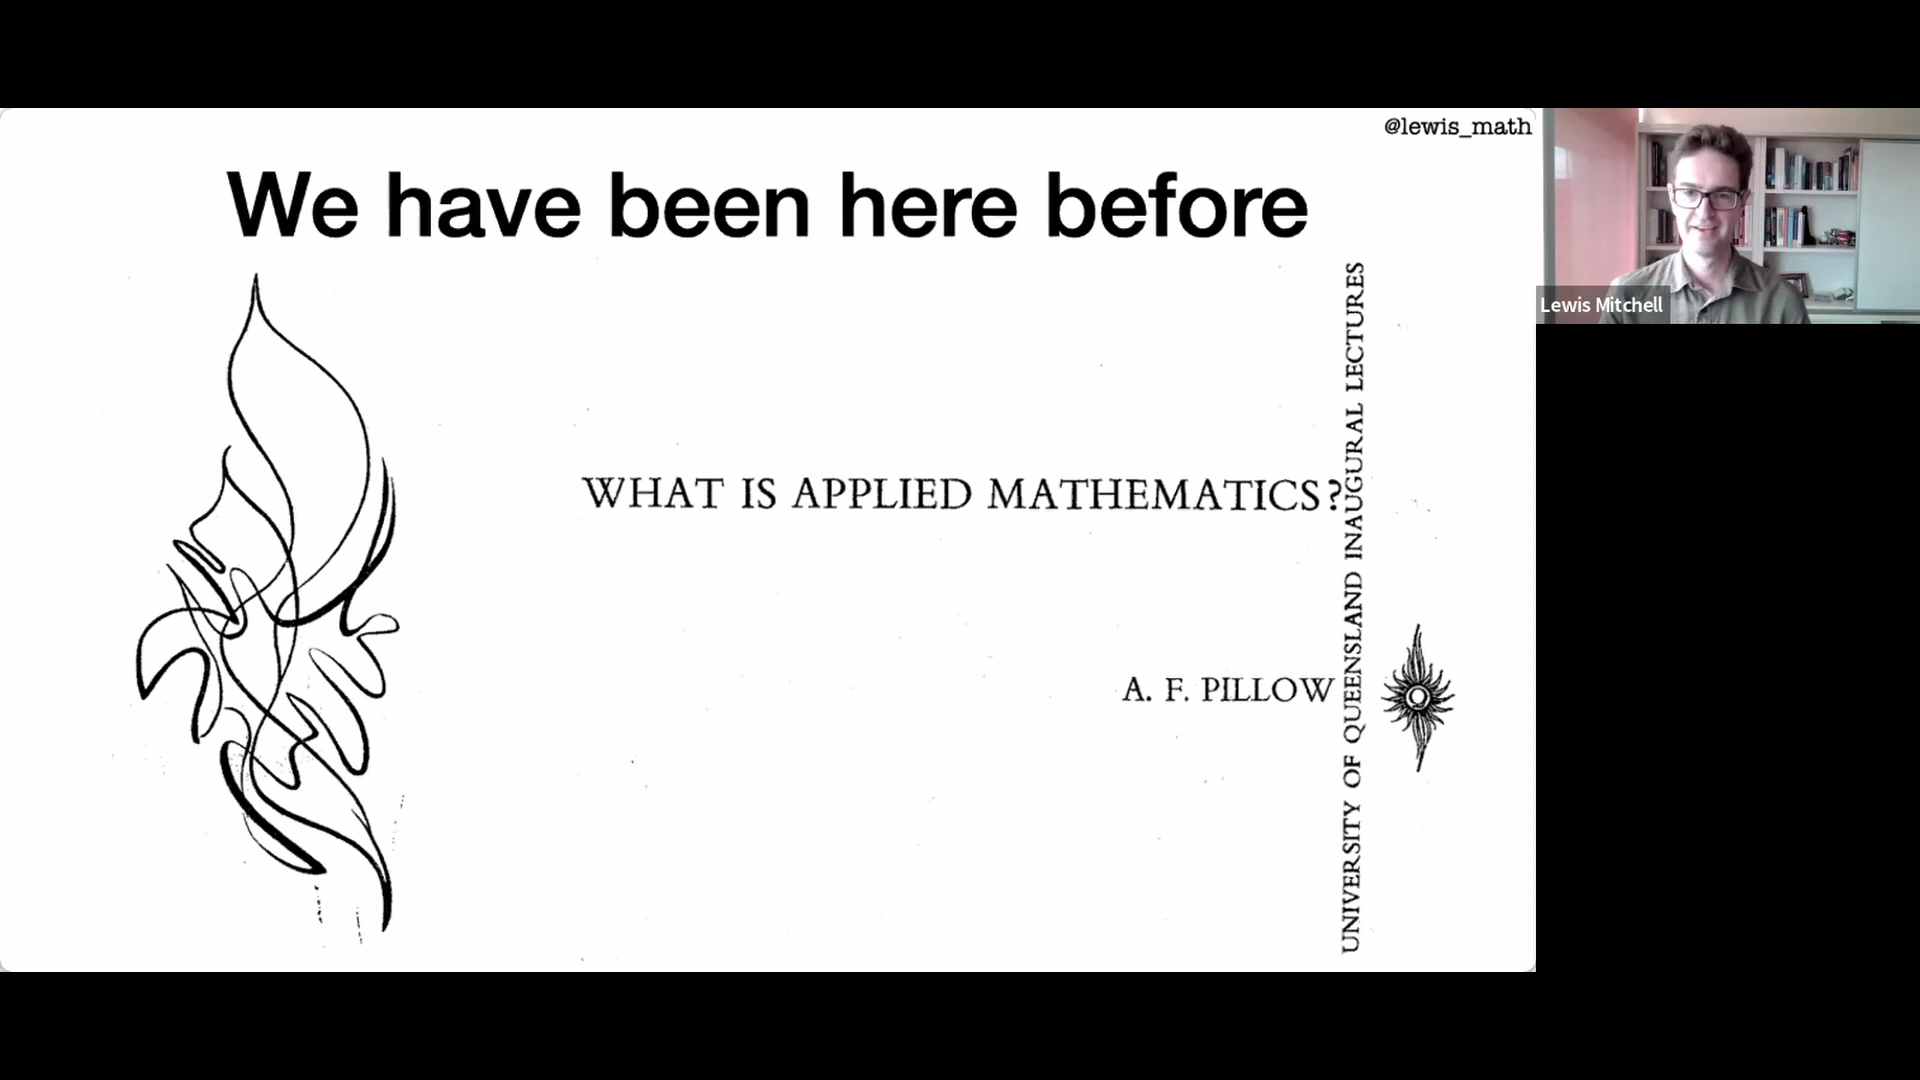 @lewis_math
We have been here before
WHAT IS APPLIED MATHEMATICS?
A. F. PILLOW
UNIVERSITY OF QUEENSLAND INAUGURAL LECTURES
Q
Lewis Mitchell